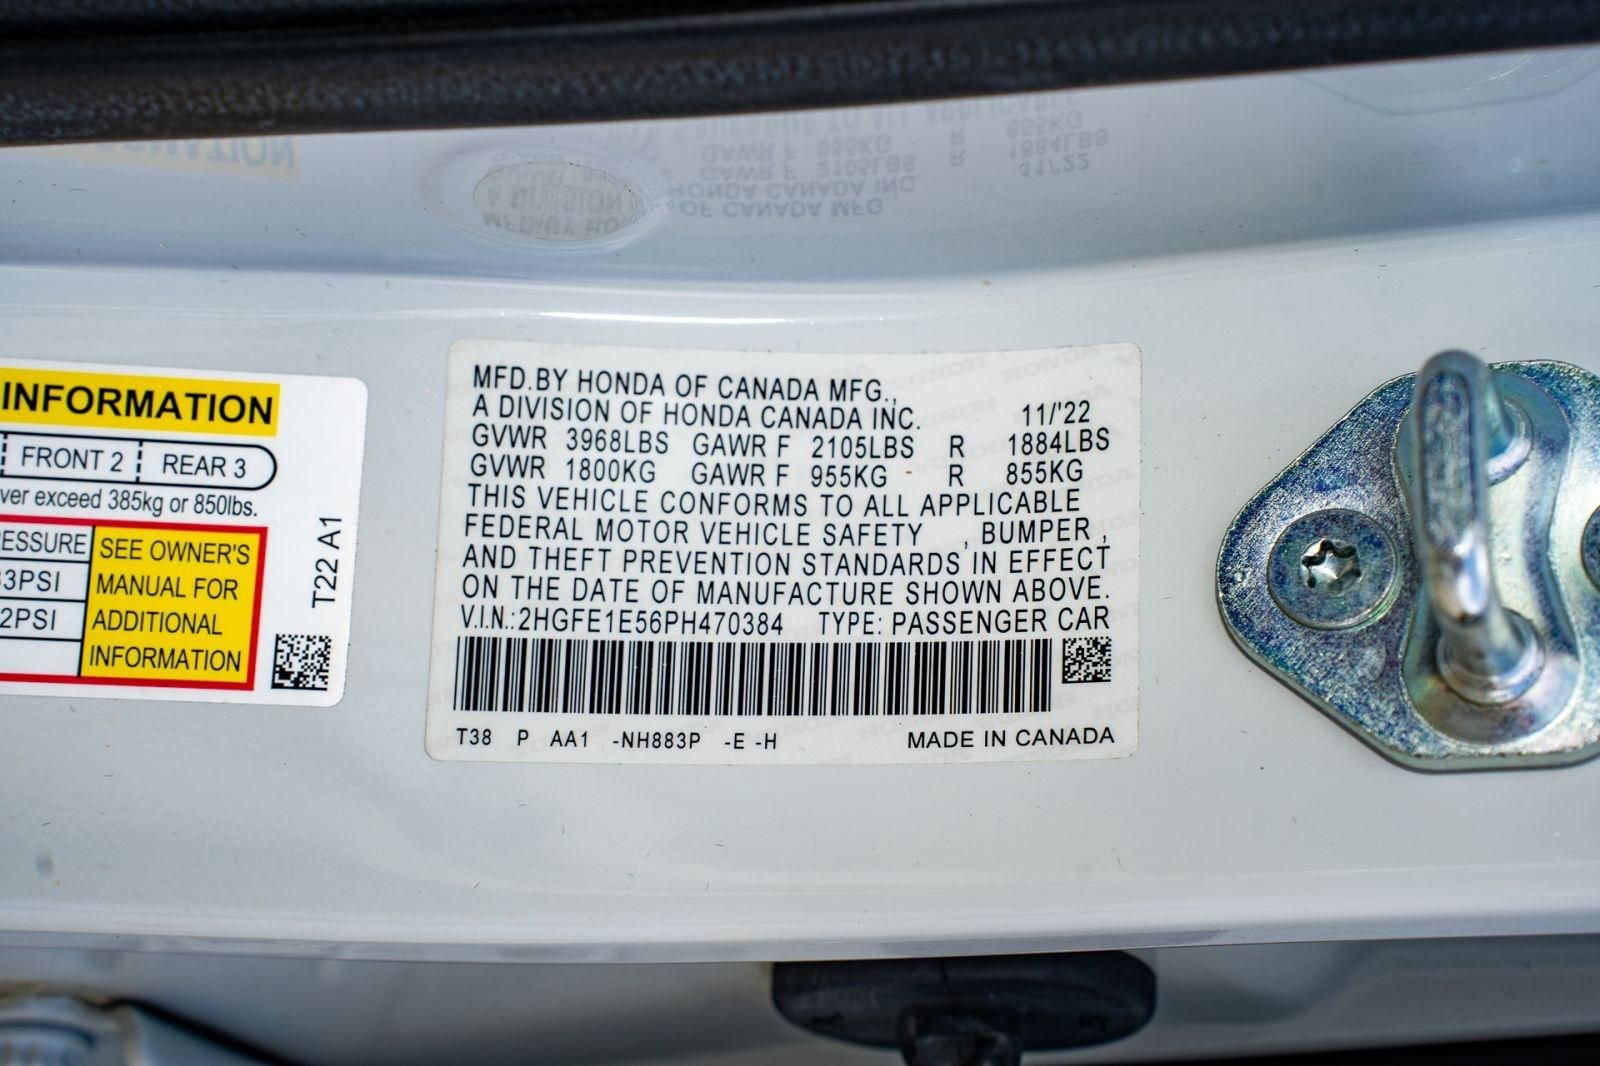 INFORMATION
FRONT 2 REAR 3
ver exceed 385kg or 850lbs.
ESSURE SEE OWNER'S
3PSI MANUAL FOR
2PSI ADDITIONAL
INFORMATION
T22 A1
MFD.BY HONDA OF CANADA MFG.,
A DIVISION OF HONDA CANADA INC. 11/'22
GVWR 3968LBS GAWR F 2105LBS R 1884LBS
GVWR 1800KG GAWR F 955KG R 855KG
THIS VEHICLE CONFORMS TO ALL APPLICABLE
FEDERAL MOTOR VEHICLE SAFETY , BUMPER ,
AND THEFT PREVENTION STANDARDS IN EFFECT
ON THE DATE OF MANUFACTURE SHOWN ABOVE.
V.I.N.: 2HGFE1E56PH470384 TYPE: PASSENGER CAR
T38 P AA1 -NH883P -E -H MADE IN CANADA